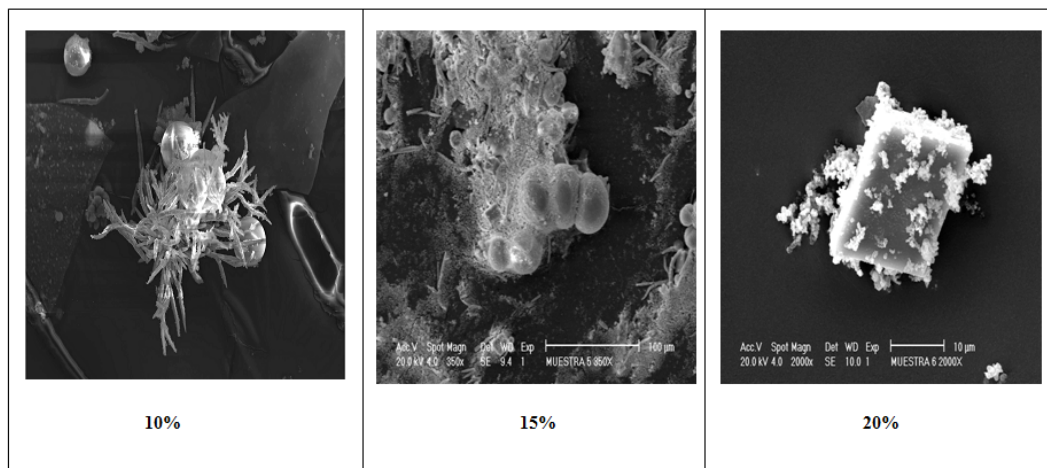 Acc.V Spot Magn Det WD Exp 100 µm
20.0 kV 4.0 350x SE 9.4 1 MUESTRA 5 350X
Acc.V Spot Magn Det WD Exp 10 µm
20.0 kV 4.0 2000x SE 10.0 1 MUESTRA 6 2000X
10%
15%
20%